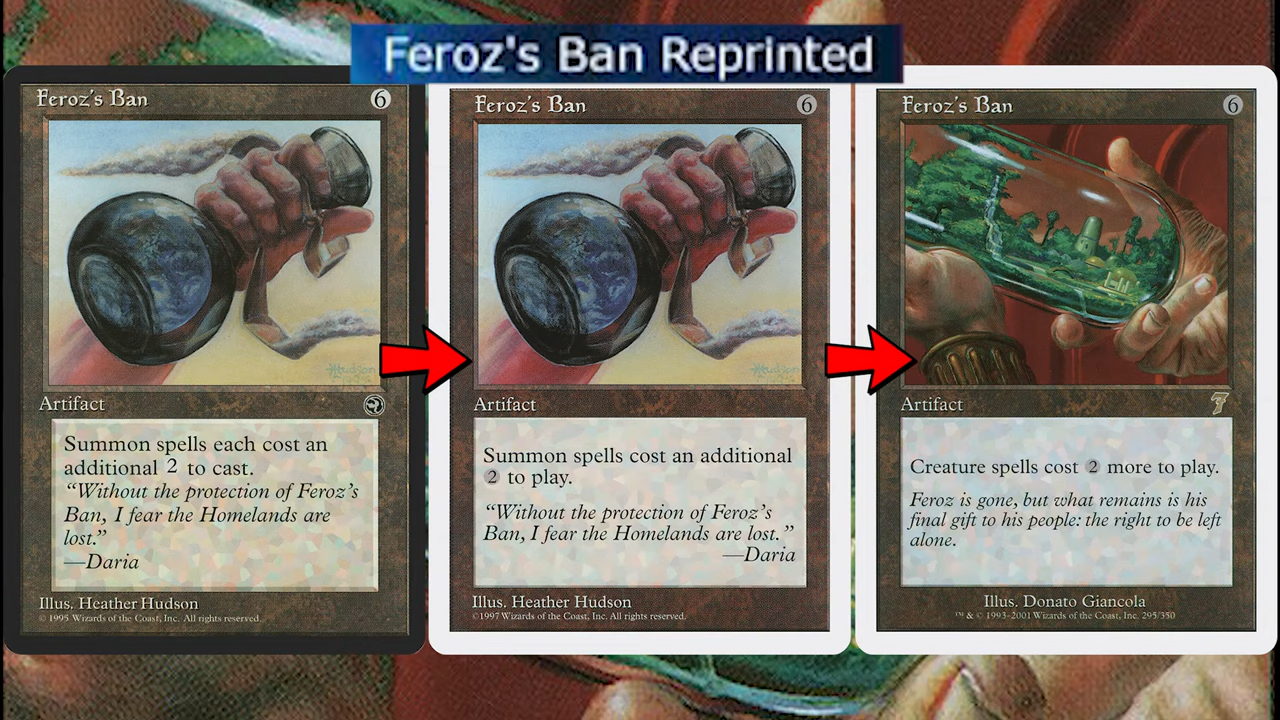 Feroz's Ban Reprinted
Feroz's Ban 6
Artifact
Summon spells each cost an
additional 2 to cast.
“Without the protection of Feroz's
Ban, I fear the Homelands are
lost.”
—Daria
Illus. Heather Hudson
© 1995 Wizards of the Coast, Inc. All rights reserved.
Feroz's Ban 6
Artifact
Summon spells cost an additional
2 to play.
“Without the protection of Feroz's
Ban, I fear the Homelands are lost.”
—Daria
Illus. Heather Hudson
©1997 Wizards of the Coast, Inc. All rights reserved.
Feroz's Ban 6
Artifact 7
Creature spells cost 2 more to play.
Feroz is gone, but what remains is his
final gift to his people: the right to be left
alone.
Illus. Donato Giancola
™ & © 1993-2001 Wizards of the Coast, Inc. 295/350